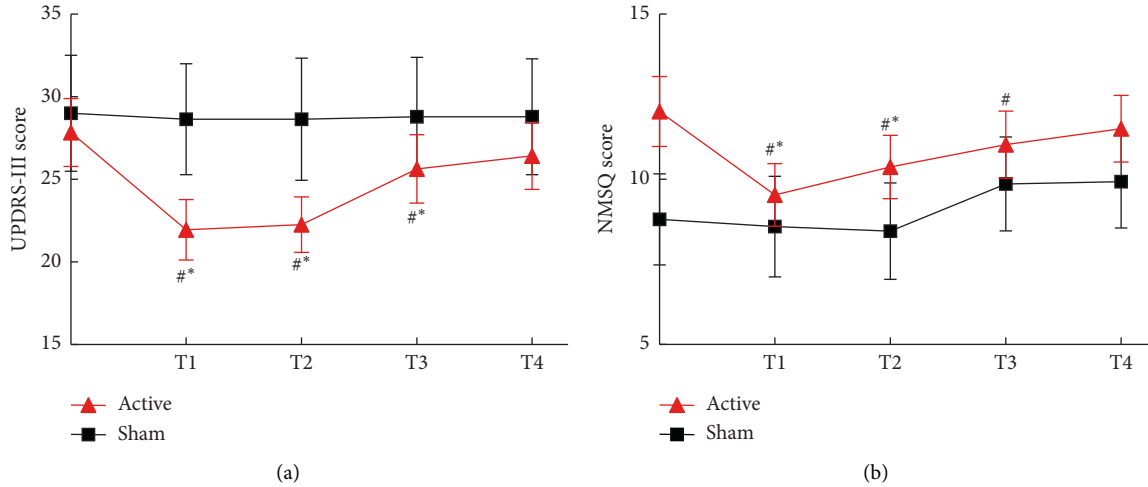 35
30
25
20
15
UPDRS-III score
#*
#*
#*
T1
T2
T3
T4
Active
Sham
(a)
15
10
5
NMSQ score
#*
#*
#
T1
T2
T3
T4
Active
Sham
(b)